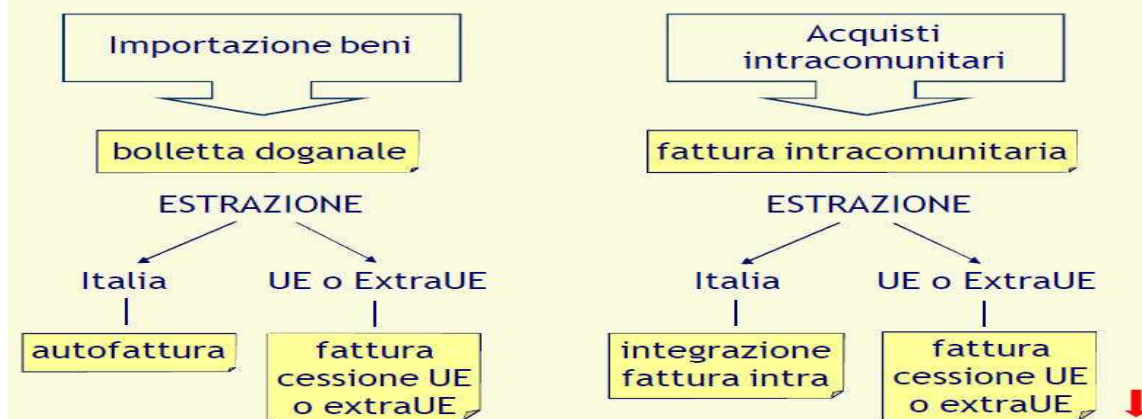 Importazione beni
bolletta doganale
ESTRAZIONE
Italia
UE o ExtraUE
autofattura
fattura
cessione UE
o extraUE
Acquisti
intracomunitari
fattura intracomunitaria
ESTRAZIONE
Italia
UE o ExtraUE
integrazione
fattura intra
fattura
cessione UE
o extraUE